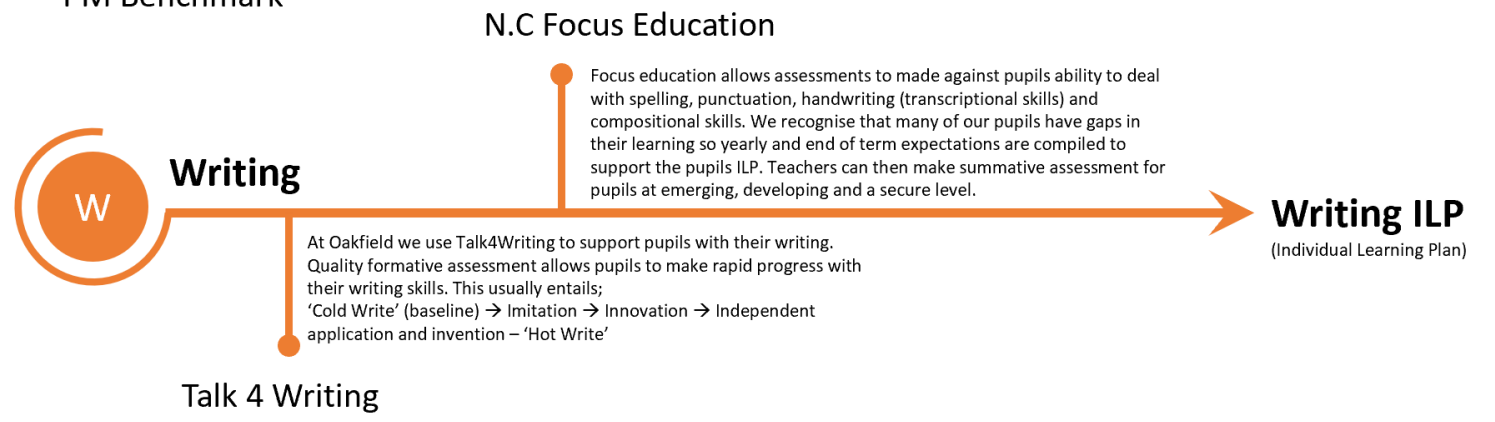 PM Benchmark
N.C Focus Education
Focus education allows assessments to made against pupils ability to deal
with spelling, punctuation, handwriting (transcriptional skills) and
compositional skills. We recognise that many of our pupils have gaps in
their learning so yearly and end of term expectations are compiled to
support the pupils ILP. Teachers can then make summative assessment for
pupils at emerging, developing and a secure level.
W
Writing
Writing ILP
(Individual Learning Plan)
At Oakfield we use Talk4Writing to support pupils with their writing.
Quality formative assessment allows pupils to make rapid progress with
their writing skills. This usually entails;
‘Cold Write’ (baseline) → Imitation → Innovation → Independent
application and invention – ‘Hot Write’
Talk 4 Writing